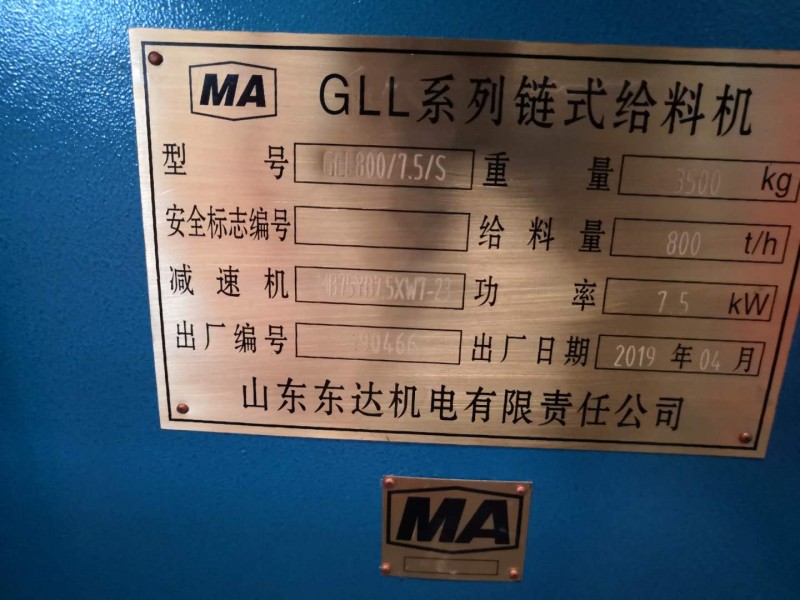 MA GLL系列链式给料机
型号 GLL800/7.5/S 重量 3500 kg
安全标志编号 给料量 800 t/h
减速机 功率 7.5 kW
出厂编号 出厂日期 2019 年 04 月
山东东达机电有限责任公司
MA